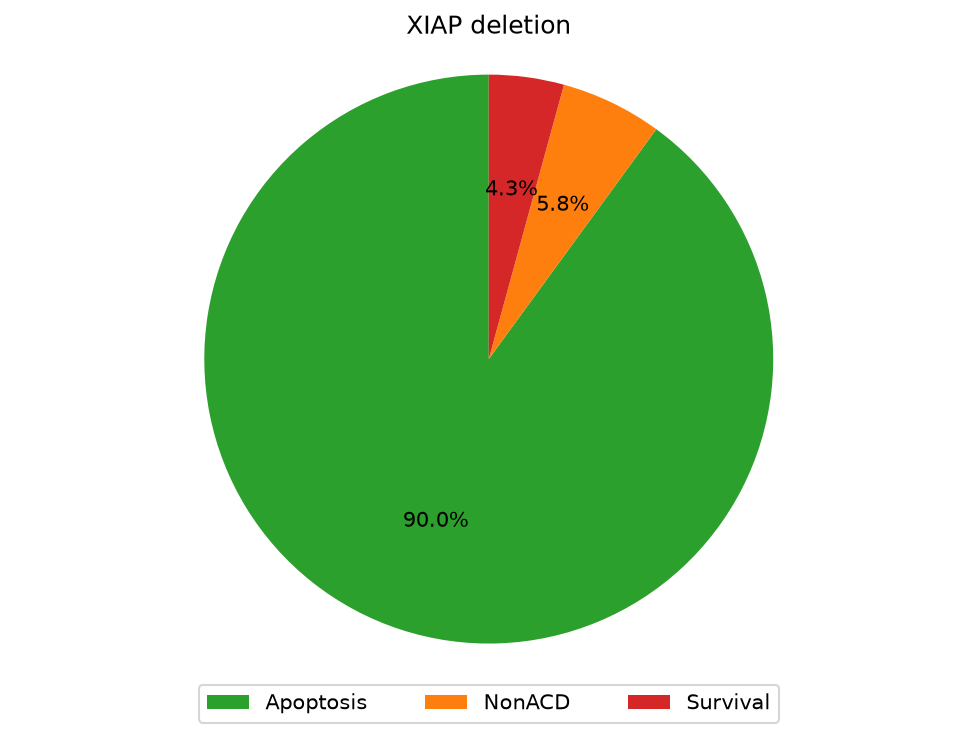 XIAP deletion
4.3%
5.8%
90.0%
Apoptosis NonACD Survival